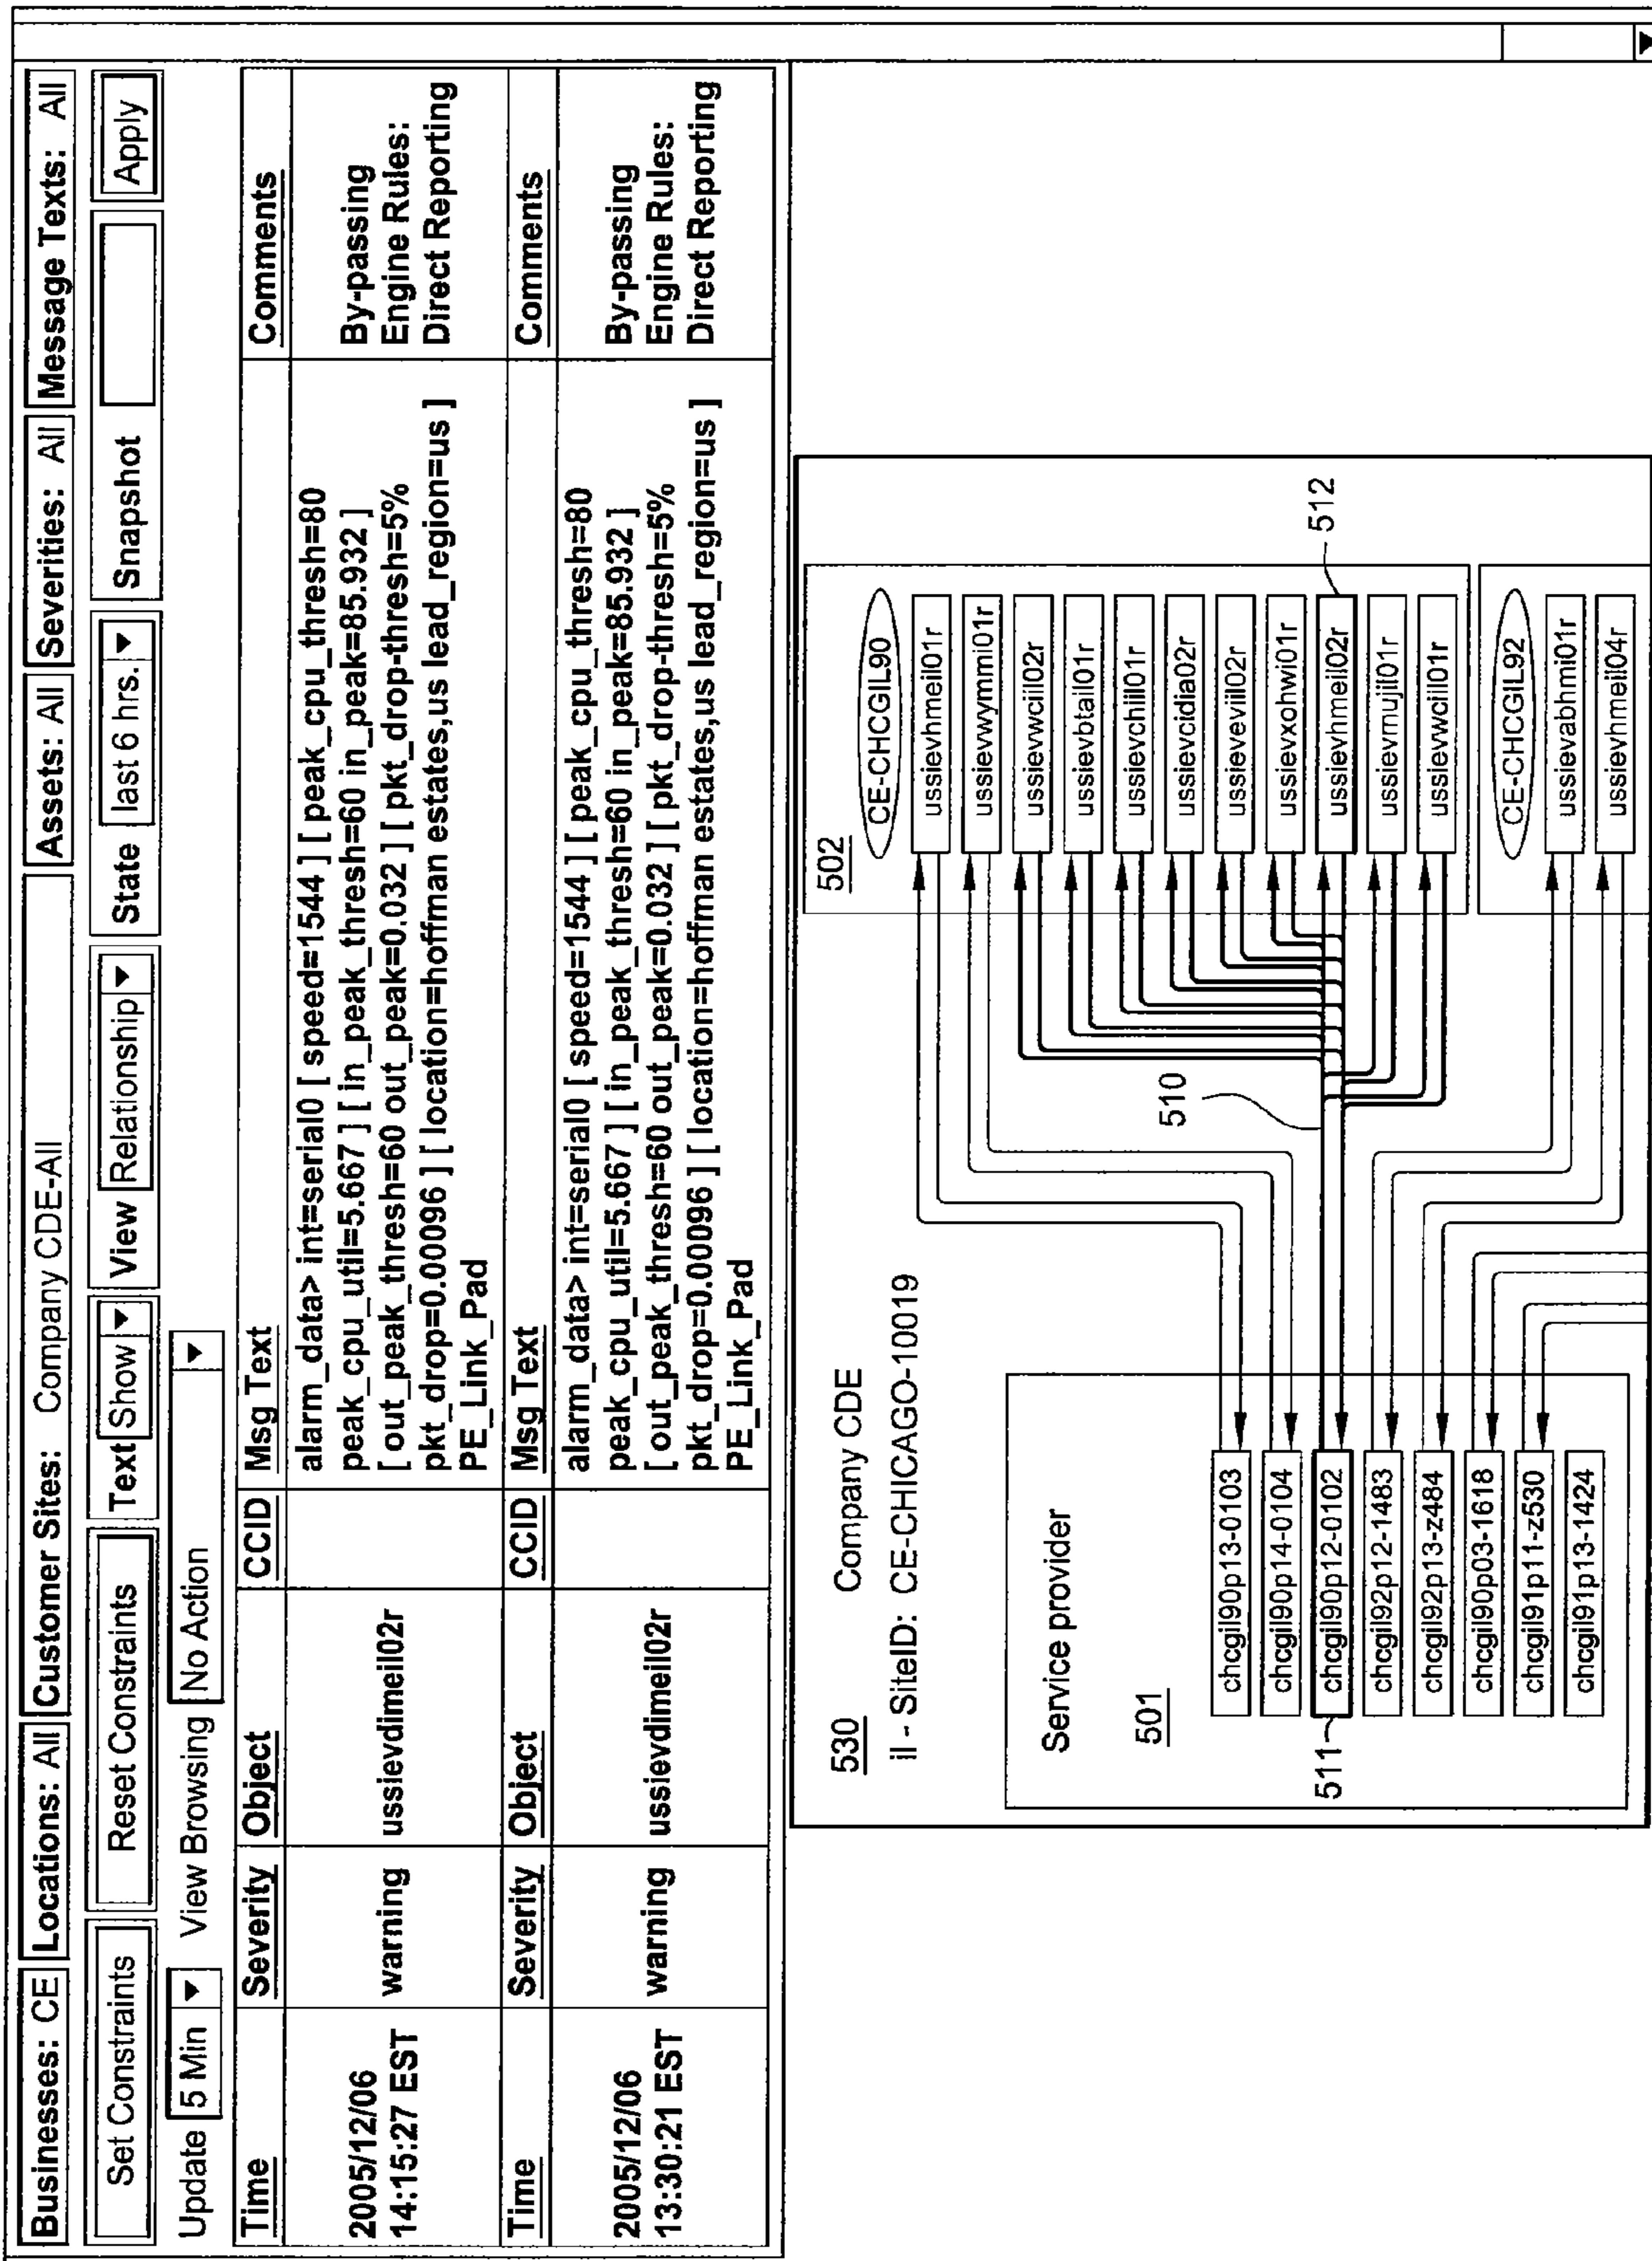 Businesses: CE Locations: All Customer Sites: Company CDE-All Assets: All Severities: All Message Texts: All
Set Constraints Reset Constraints Text Show View Relationship State last 6 hrs. Snapshot Apply
Update 5 Min View Browsing No Action
Time Severity Object CCID Msg Text Comments
2005/12/06
14:15:27 EST
warning
ussievdimeil02r
alarm_data> int=serial0 [ speed=1544 ] [ peak_cpu_thresh=80
peak_cpu_util=5.667 ] [ in_peak_thresh=60 in_peak=85.932 ]
[ out_peak_thresh=60 out_peak=0.032 ] [ pkt_drop-thresh=5%
pkt_drop=0.00096 ] [ location=hoffman estates,us lead_region=us ]
PE_Link_Pad
By-passing
Engine Rules:
Direct Reporting
Time Severity Object CCID Msg Text Comments
2005/12/06
13:30:21 EST
warning
ussievdimeil02r
alarm_data> int=serial0 [ speed=1544 ] [ peak_cpu_thresh=80
peak_cpu_util=5.667 ] [ in_peak_thresh=60 in_peak=85.932 ]
[ out_peak_thresh=60 out_peak=0.032 ] [ pkt_drop-thresh=5%
pkt_drop=0.00096 ] [ location=hoffman estates,us lead_region=us ]
PE_Link_Pad
By-passing
Engine Rules:
Direct Reporting
530 Company CDE
il - SiteID: CE-CHICAGO-10019
Service provider
501
chcgil90p13-0103
chcgil90p14-0104
chcgil90p12-0102
chcgil92p12-1483
chcgil92p13-z484
chcgil90p03-1618
chcgil91p11-z530
chcgil91p13-1424
511
510
502
CE-CHCGIL90
ussievhmeil01r
ussievwymmi01r
ussievwcill02r
ussievbtail01r
ussievchill01r
ussievcidia02r
ussievevill02r
ussievxohwi01r
ussievhmeil02r
ussievmujil01r
ussievwcill01r
512
CE-CHCGIL92
ussievabhmi01r
ussievhmeil04r